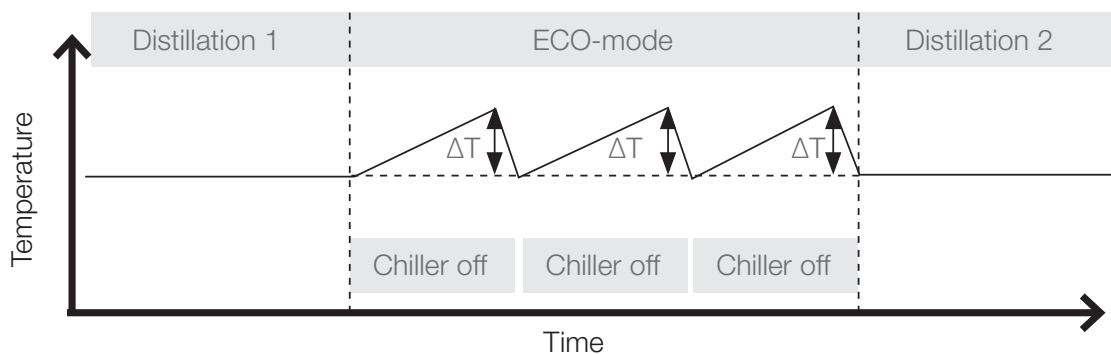 Distillation 1
ECO-mode
Distillation 2
Temperature
ΔT
ΔT
ΔT
Chiller off
Chiller off
Chiller off
Time